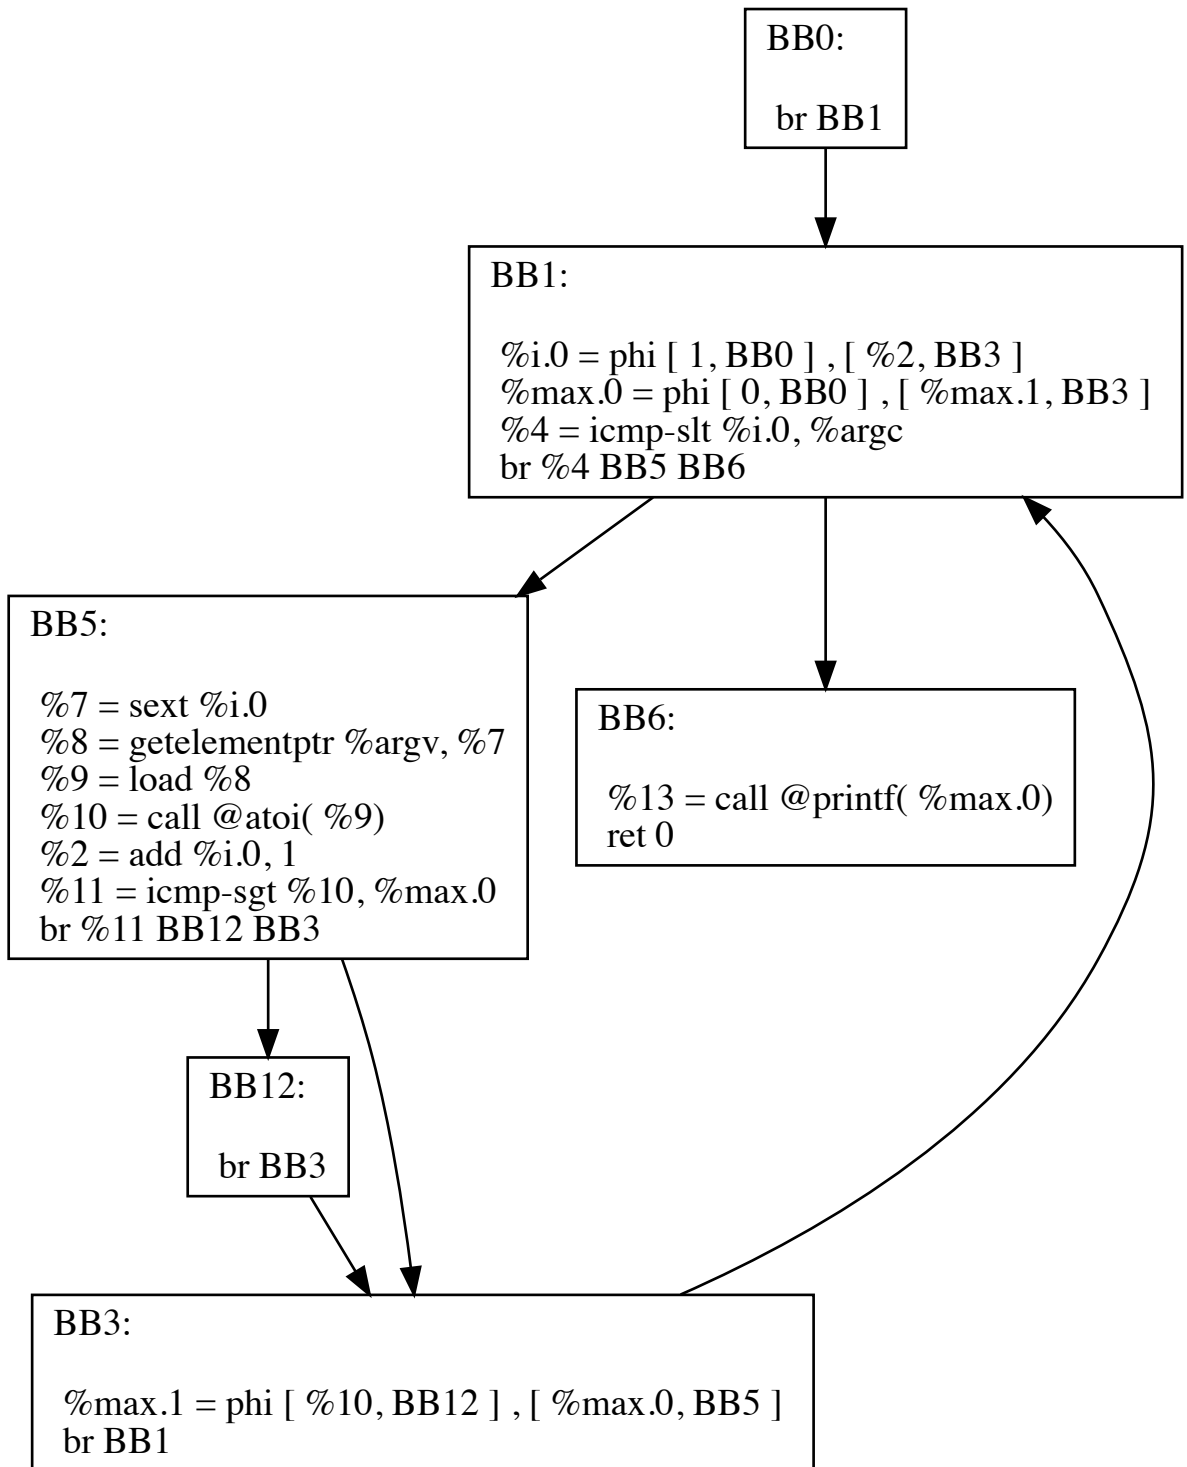 BB0:
br BB1
BB1:
%i.0 = phi [ 1, BB0 ] , [ %2, BB3 ]
%max.0 = phi [ 0, BB0 ] , [ %max.1, BB3 ]
%4 = icmp-slt %i.0, %argc
br %4 BB5 BB6
BB5:
%7 = sext %i.0
%8 = getelementptr %argv, %7
%9 = load %8
%10 = call @atoi( %9)
%2 = add %i.0, 1
%11 = icmp-sgt %10, %max.0
br %11 BB12 BB3
BB6:
%13 = call @printf( %max.0)
ret 0
BB12:
br BB3
BB3:
%max.1 = phi [ %10, BB12 ] , [ %max.0, BB5 ]
br BB1